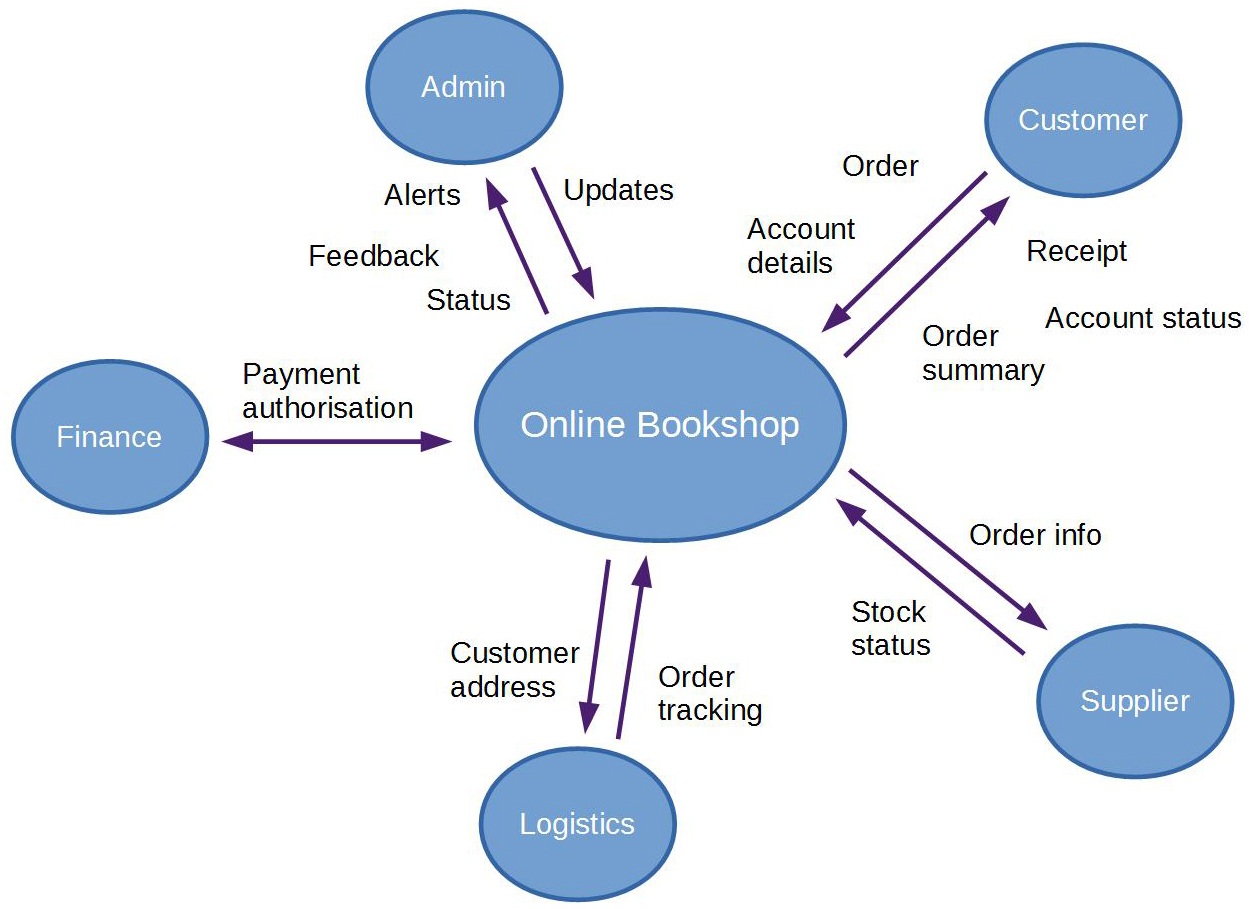 Admin
Customer
Order
Alerts
Updates
Account
details
Receipt
Feedback
Status
Account status
Order
summary
Payment
authorisation
Online Bookshop
Finance
Order info
Stock
status
Customer
address
Order
tracking
Supplier
Logistics